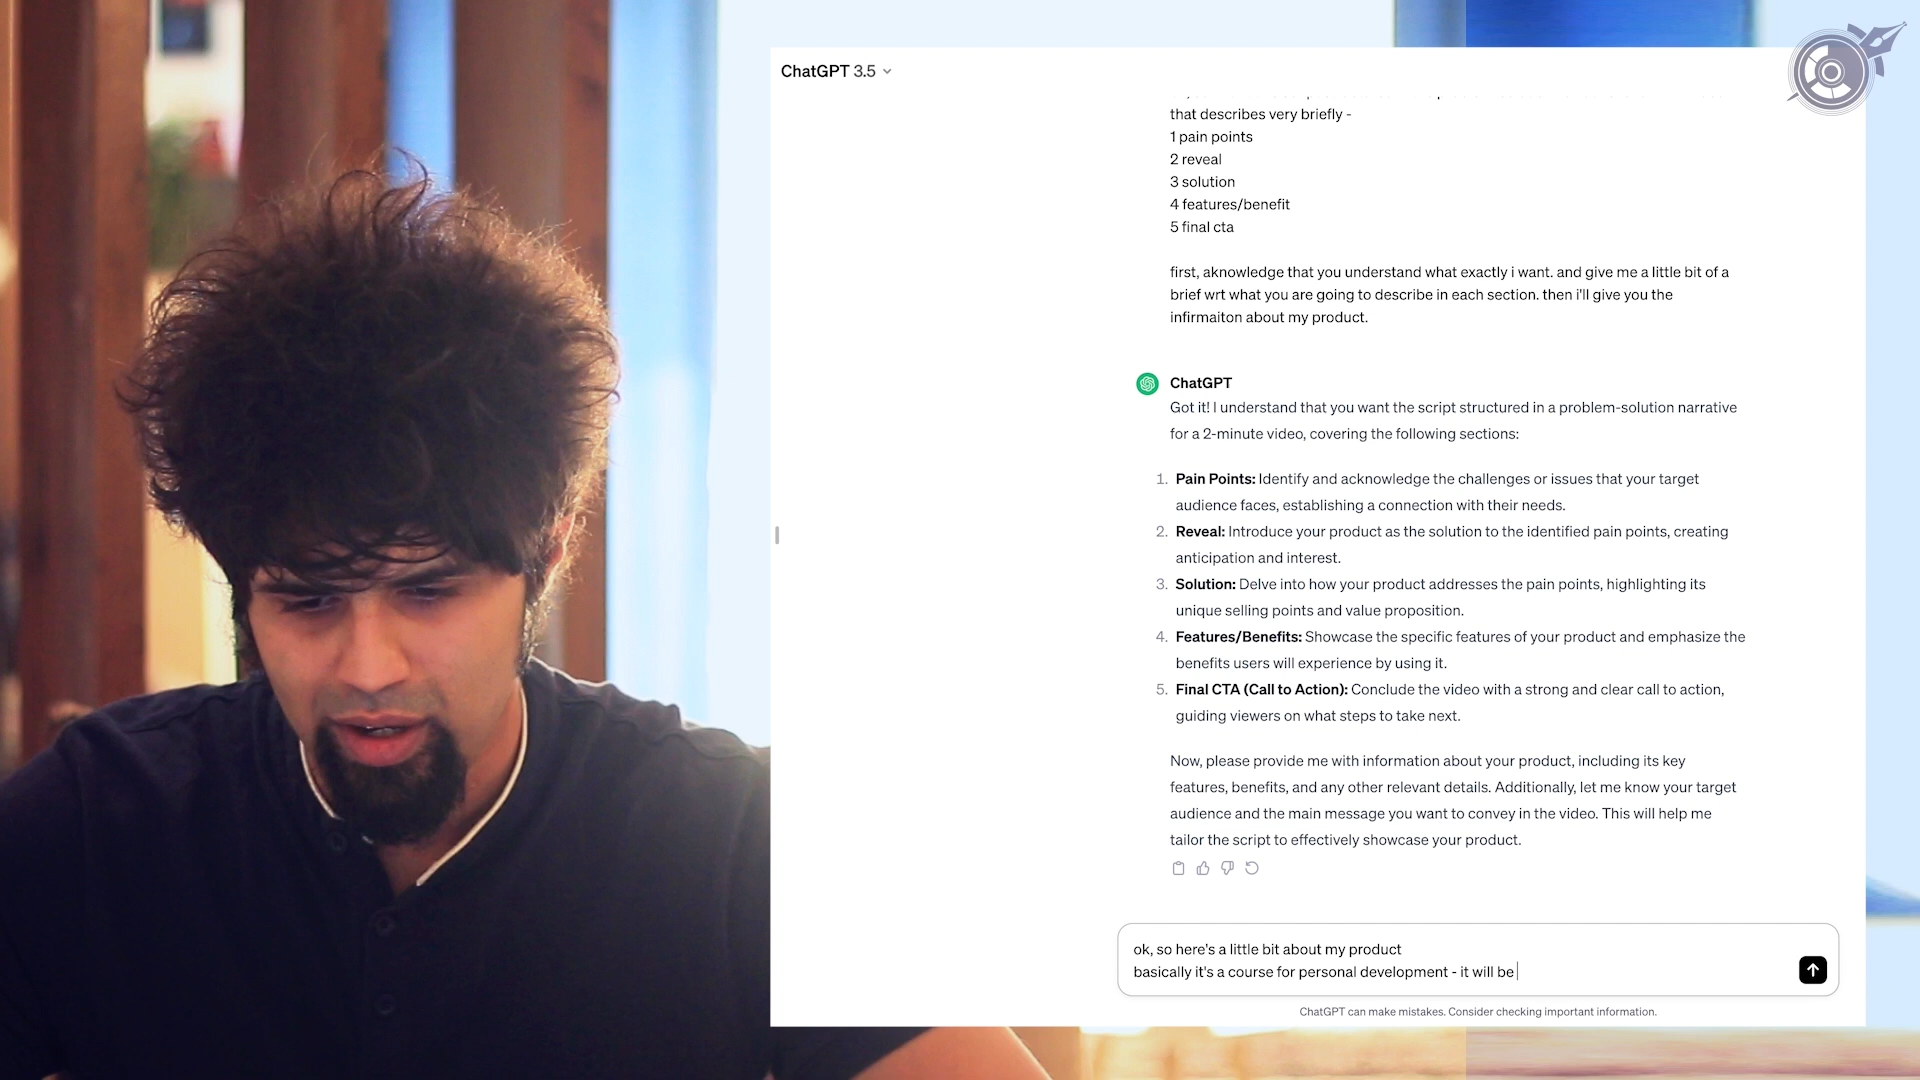 ChatGPT 3.5
that describes very briefly -
1 pain points
2 reveal
3 solution
4 features/benefit
5 final cta
first, aknowledge that you understand what exactly i want. and give me a little bit of a
brief wrt what you are going to describe in each section. then i'll give you the
infirmaiton about my product.
ChatGPT
Got it! I understand that you want the script structured in a problem-solution narrative
for a 2-minute video, covering the following sections:
1. Pain Points: Identify and acknowledge the challenges or issues that your target
audience faces, establishing a connection with their needs.
2. Reveal: Introduce your product as the solution to the identified pain points, creating
anticipation and interest.
3. Solution: Delve into how your product addresses the pain points, highlighting its
unique selling points and value proposition.
4. Features/Benefits: Showcase the specific features of your product and emphasize the
benefits users will experience by using it.
5. Final CTA (Call to Action): Conclude the video with a strong and clear call to action,
guiding viewers on what steps to take next.
Now, please provide me with information about your product, including its key
features, benefits, and any other relevant details. Additionally, let me know your target
audience and the main message you want to convey in the video. This will help me
tailor the script to effectively showcase your product.
ok, so here's a little bit about my product
basically it's a course for personal development - it will be
ChatGPT can make mistakes. Consider checking important information.